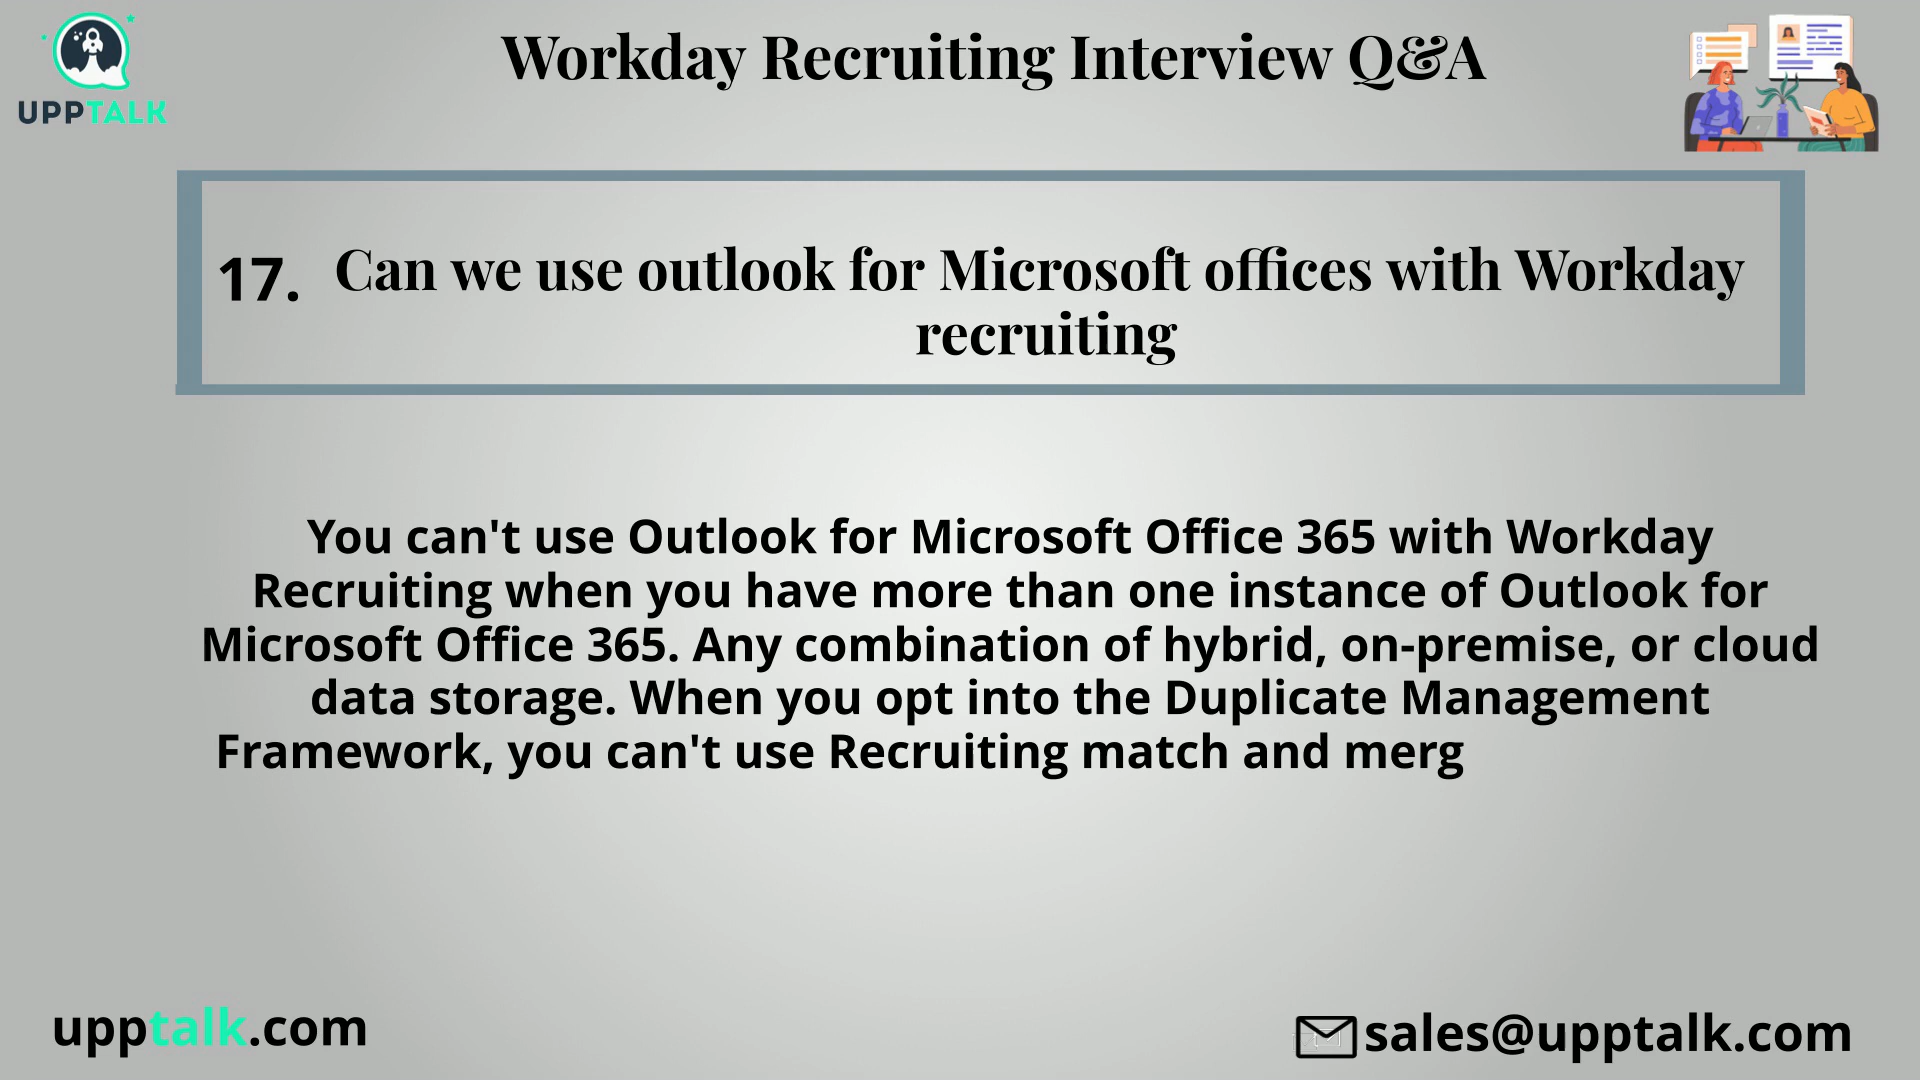 UPPTALK
Workday Recruiting Interview Q&A
17. Can we use outlook for Microsoft offices with Workday
recruiting
You can't use Outlook for Microsoft Office 365 with Workday
Recruiting when you have more than one instance of Outlook for
Microsoft Office 365. Any combination of hybrid, on-premise, or cloud
data storage. When you opt into the Duplicate Management
Framework, you can't use Recruiting match and merg
upptalk.com
sales@upptalk.com